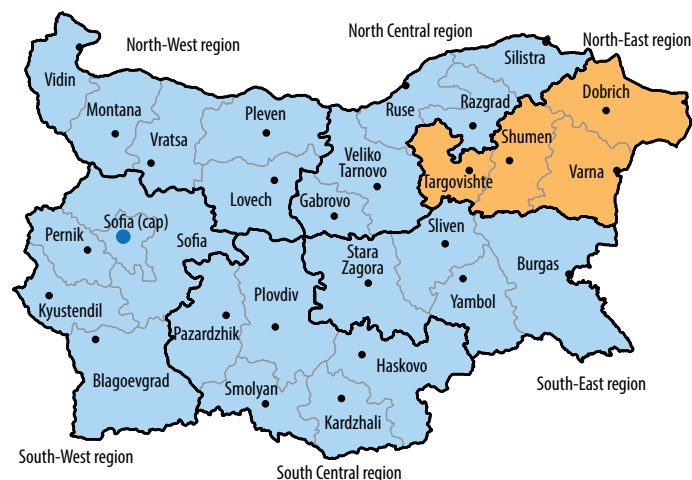 North-West region
North Central region
North-East region
Silistra
Vidin
Dobrich
Montana
Pleven
Ruse
Razgrad
Vratsa
Shumen
Veliko
Tarnovo
Varna
Targovishte
Lovech
Gabrovo
Sofia (cap)
Pernik
Sofia
Sliven
Stara
Zagora
Burgas
Plovdiv
Yambol
Kyustendil
Pazardzhik
Haskovo
Blagoevgrad
Smolyan
Kardzhali
South-East region
South-West region
South Central region